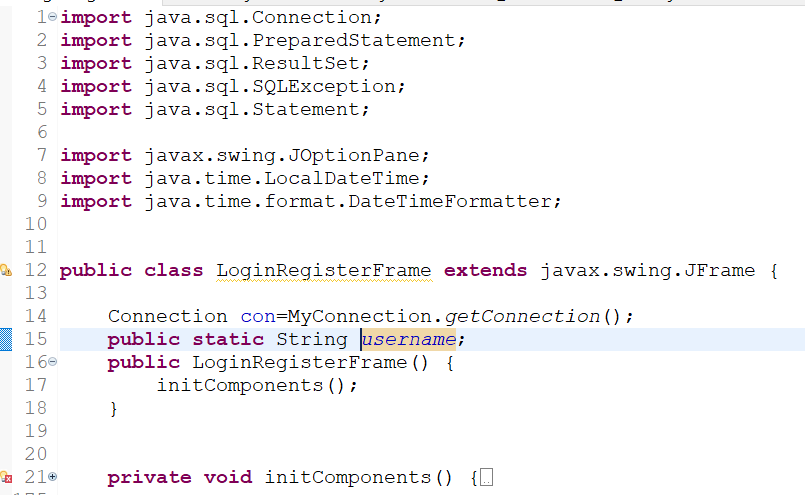 1 import java.sql.Connection;
2 import java.sql.PreparedStatement;
3 import java.sql.ResultSet;
4 import java.sql.SQLException;
5 import java.sql.Statement;
6
7 import javax.swing.JOptionPane;
8 import java.time.LocalDateTime;
9 import java.time.format.DateTimeFormatter;
10
11
12 public class LoginRegisterFrame extends javax.swing.JFrame {
13
14     Connection con=MyConnection.getConnection();
15     public static String username;
16     public LoginRegisterFrame() {
17         initComponents();
18     }
19
20
21     private void initComponents() {